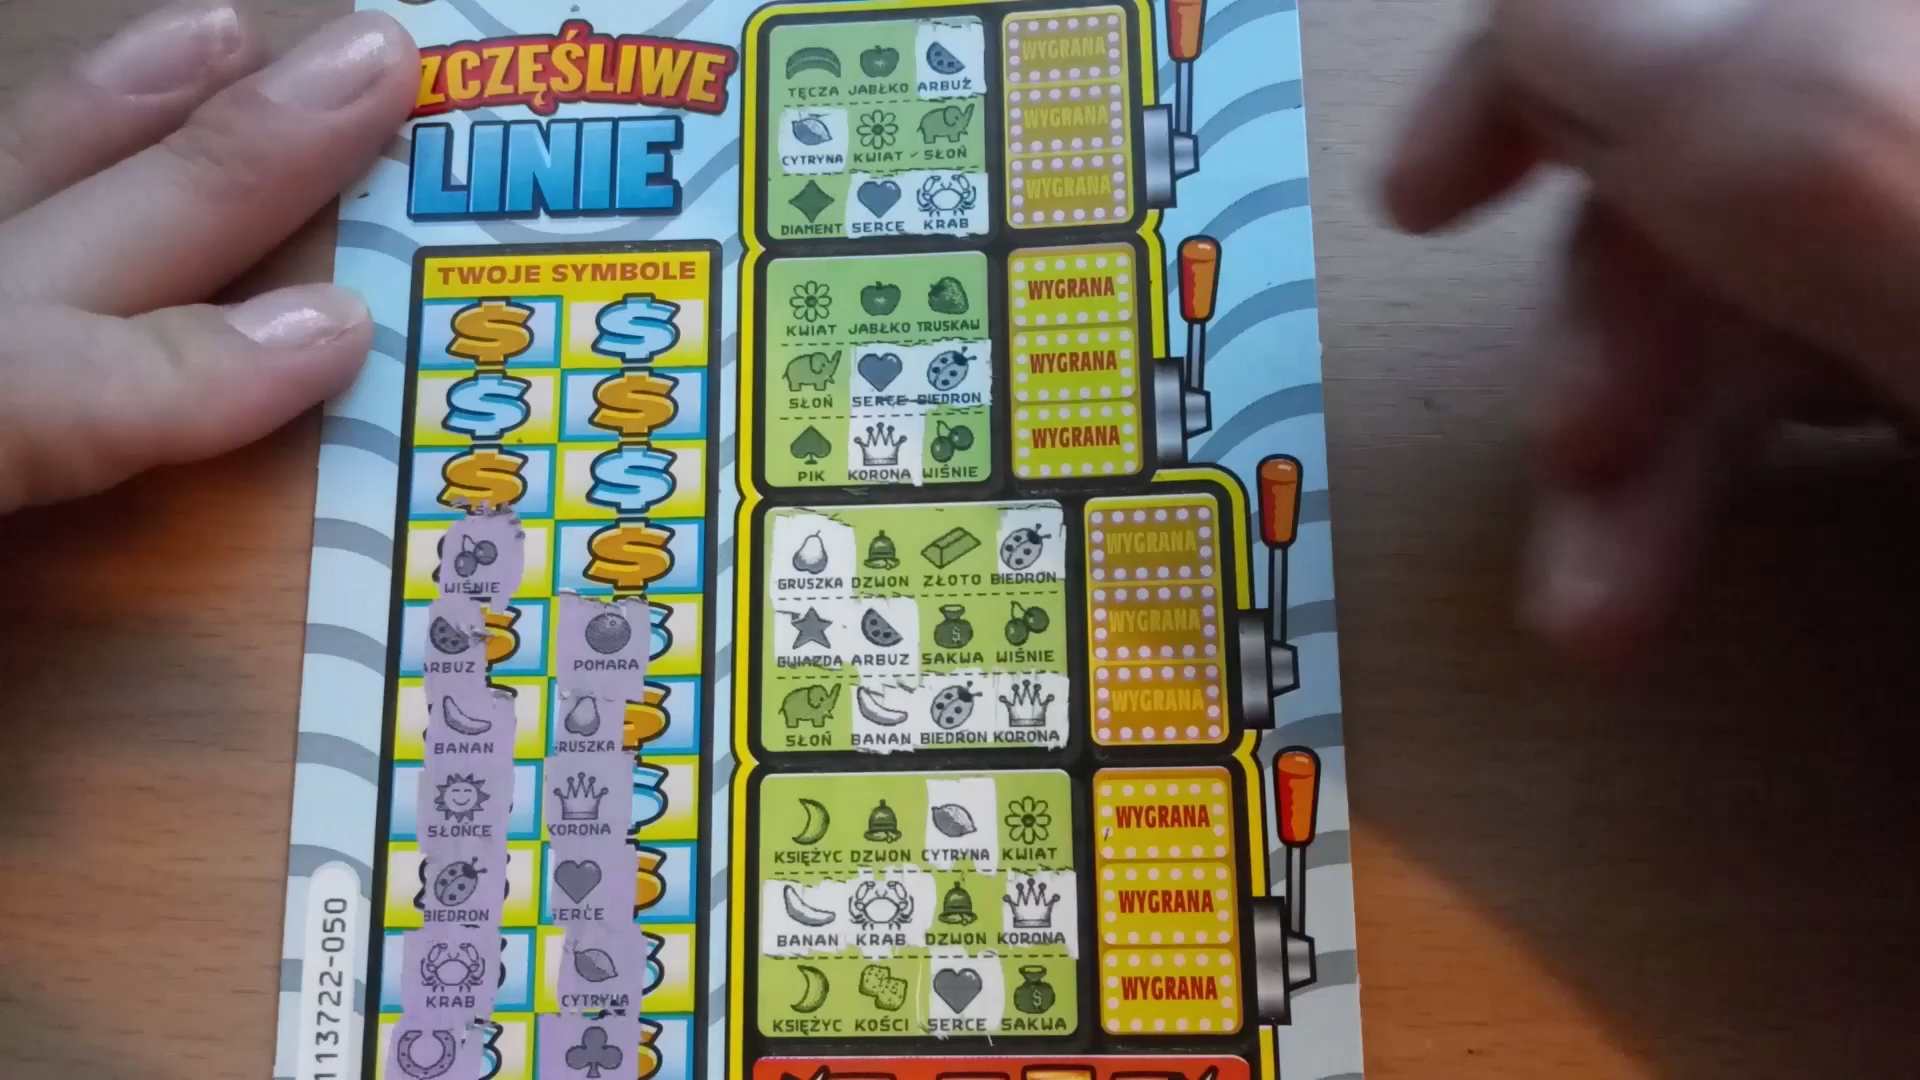 ZCZĘŚLIWE
LINIE
TWOJE SYMBOLE
WIŚNIE
ARBUZ POMARA
BANAN RUSZKA
SŁOŃCE KORONA
BIEDRON SERCE
KRAB CYTRYNA
113722-050
TĘCZA JABŁKO ARBUZ
CYTRYNA KWIAT SŁOŃ
DIAMENT SERCE KRAB
WYGRANA
WYGRANA
WYGRANA
KWIAT JABŁKO TRUSKAW
SŁOŃ SERCE BIEDRON
PIK KORONA WIŚNIE
WYGRANA
WYGRANA
WYGRANA
GRUSZKA DZWON ZŁOTO BIEDRON
GWIAZDA ARBUZ SAKWA WIŚNIE
SŁOŃ BANAN BIEDRON KORONA
WYGRANA
WYGRANA
WYGRANA
KSIĘŻYC DZWON CYTRYNA KWIAT
BANAN KRAB DZWON KORONA
KSIĘŻYC KOŚCI SERCE SAKWA
WYGRANA
WYGRANA
WYGRANA